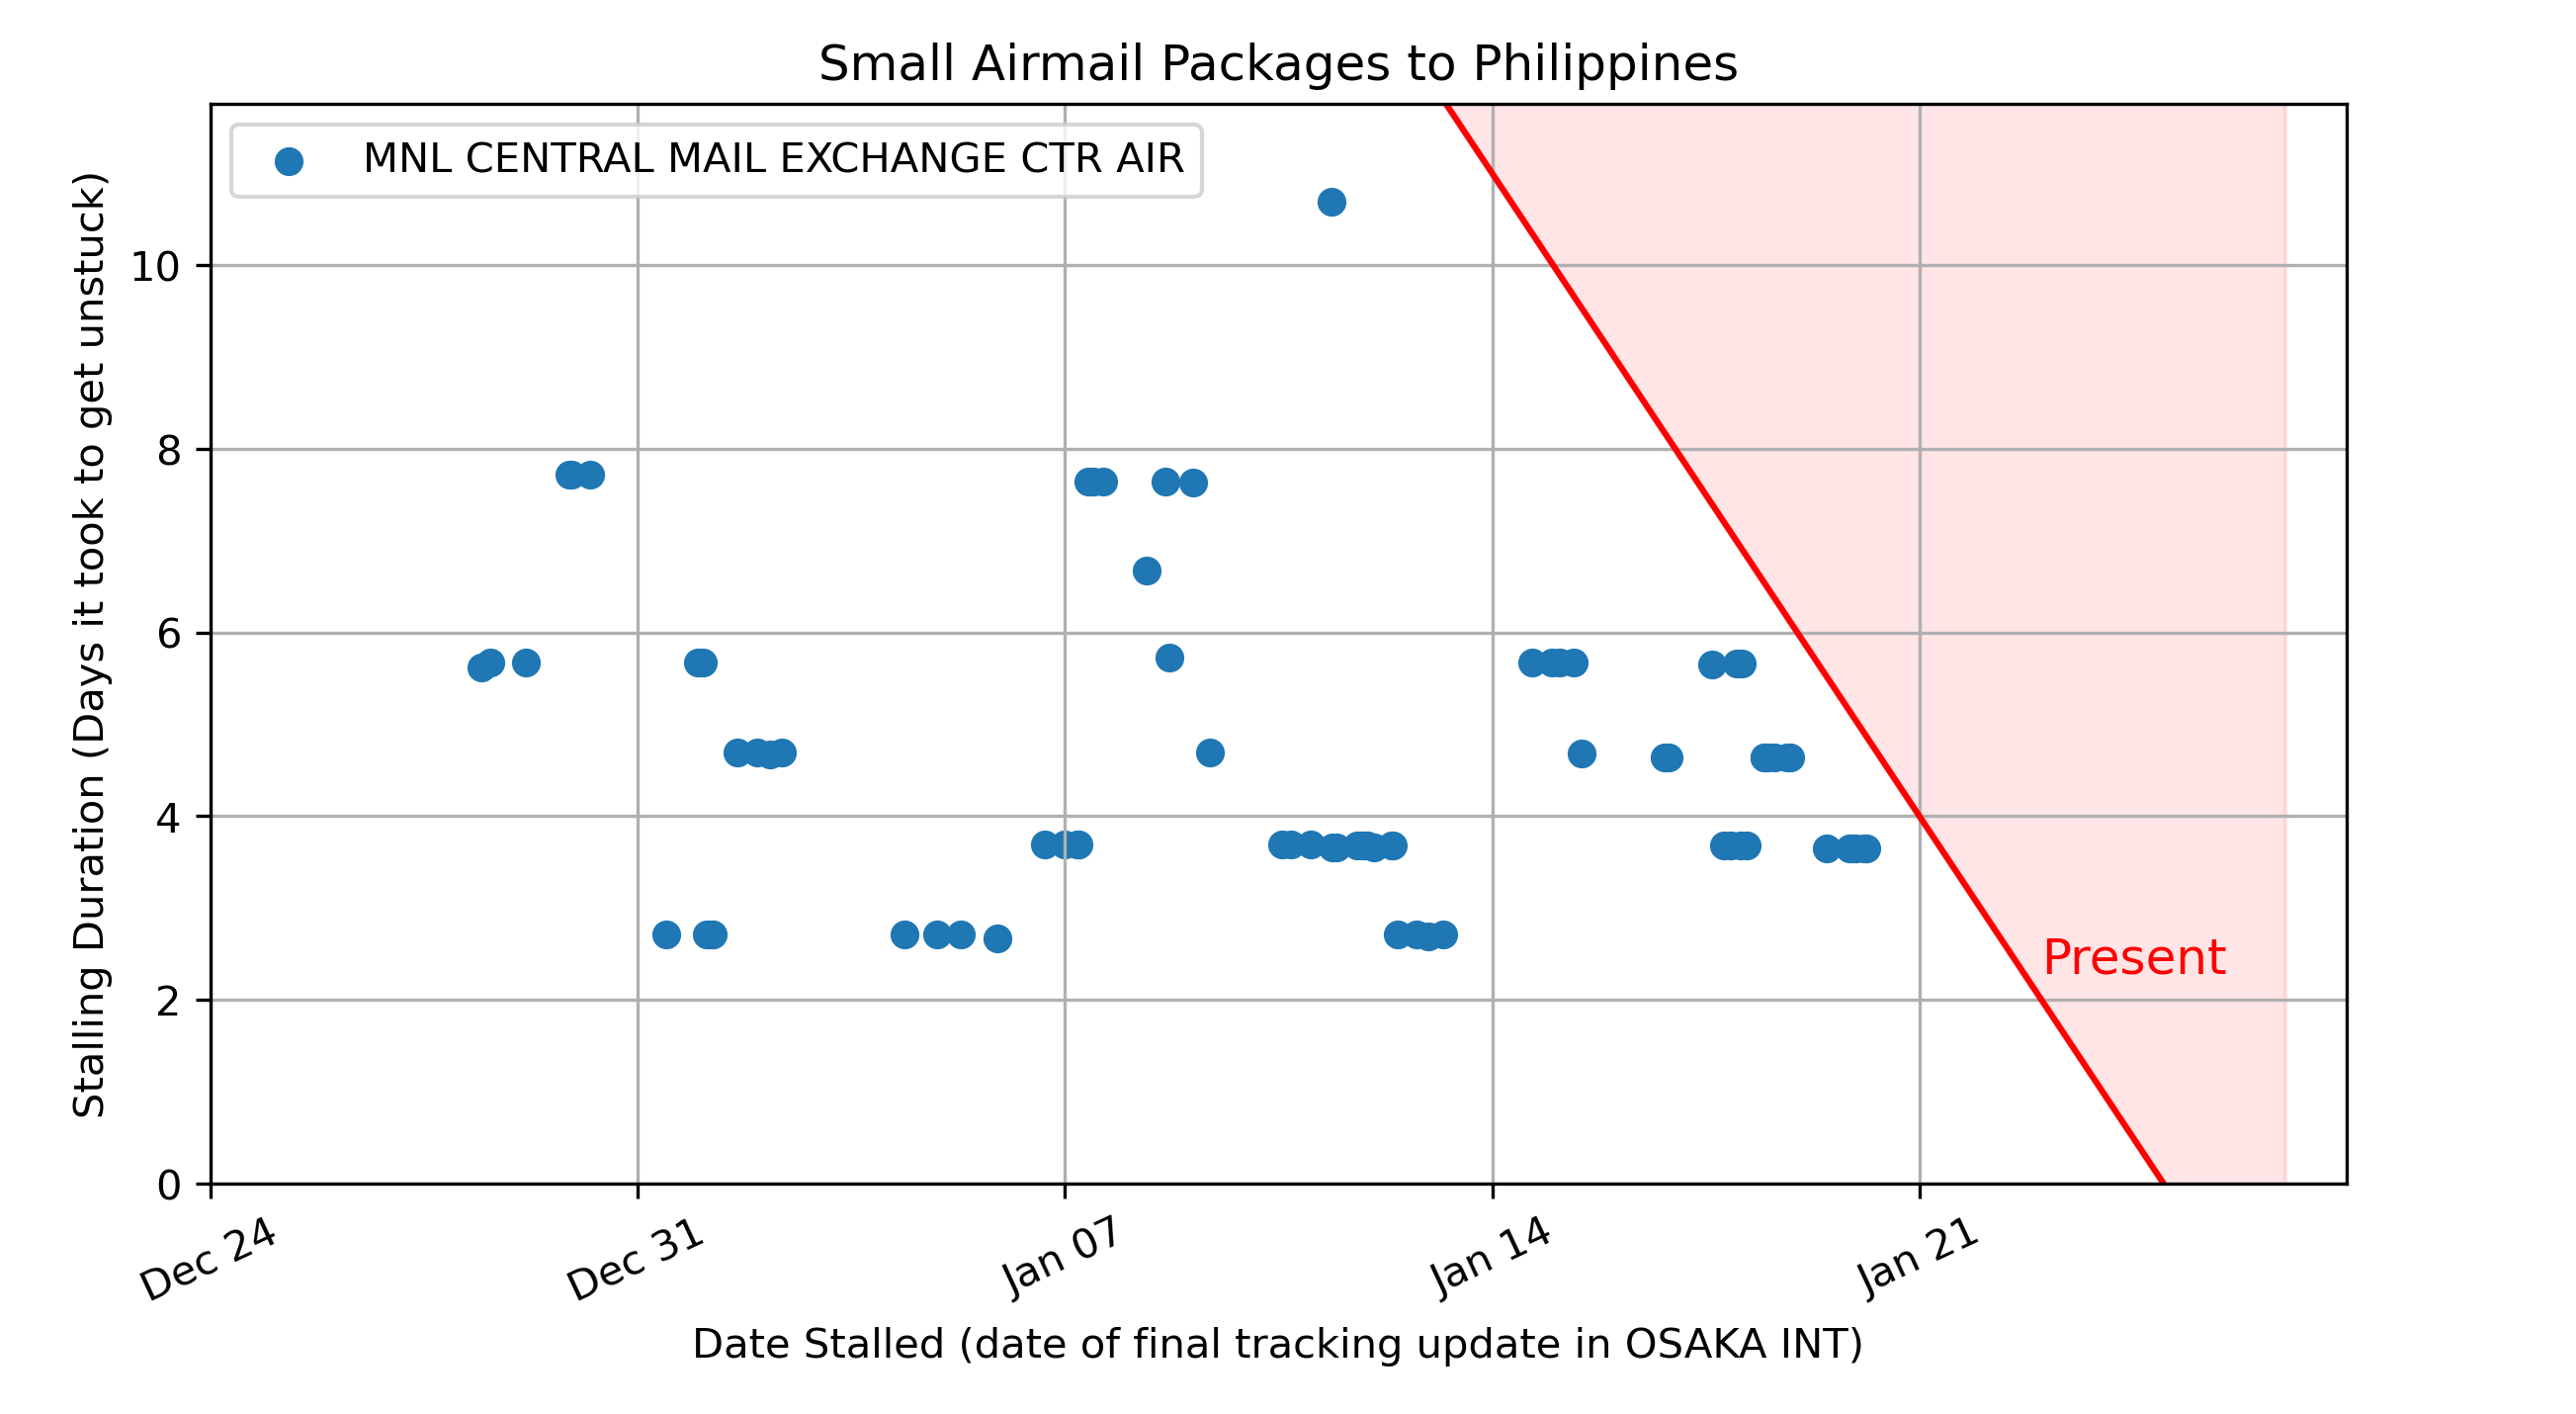 Small Airmail Packages to Philippines
MNL CENTRAL MAIL EXCHANGE CTR AIR
Stalling Duration (Days it took to get unstuck)
10
8
6
4
2
0
Present
Dec 24
Dec 31
Jan 07
Jan 14
Jan 21
Date Stalled (date of final tracking update in OSAKA INT)